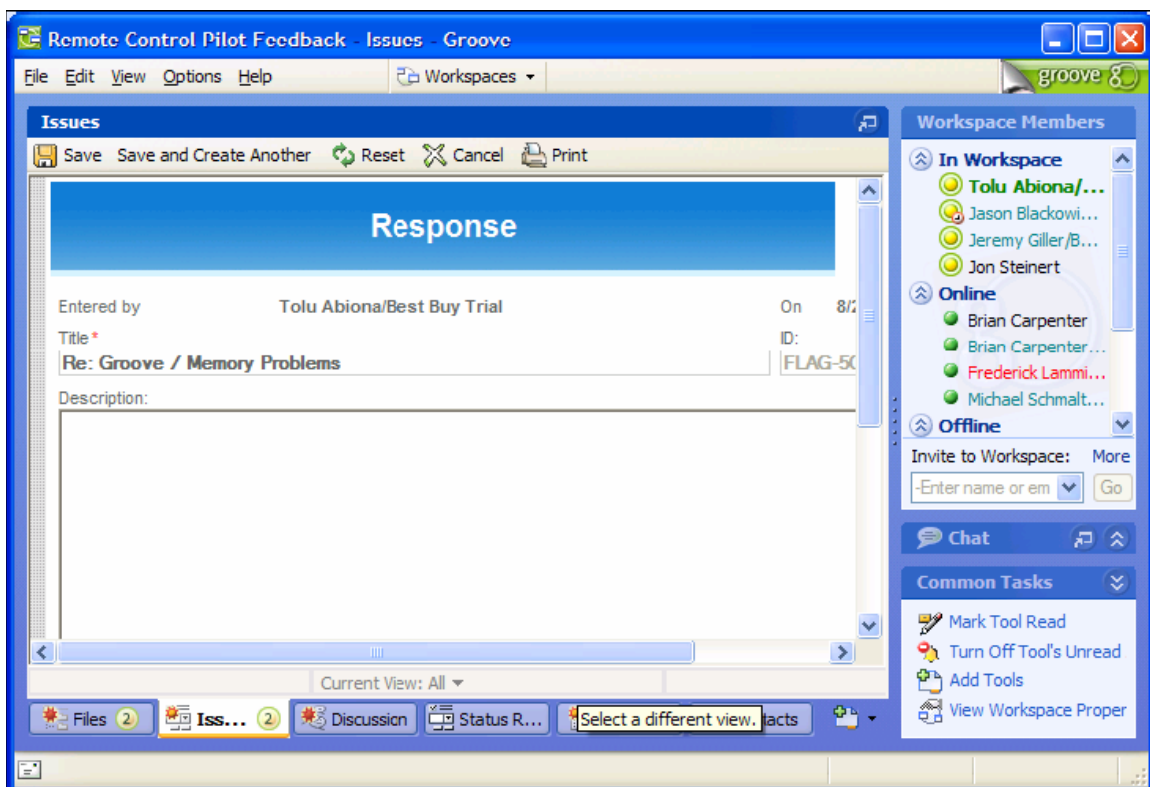 Remote Control Pilot Feedback - Issues - Groove
File Edit View Options Help Workspaces groove
Issues
Save Save and Create Another Reset Cancel Print
Response
Entered by Tolu Abiona/Best Buy Trial On 8/2
Title * ID:
Re: Groove / Memory Problems FLAG-50
Description:
Current View: All
Files 2 Iss... 2 Discussion Status R... Select a different view. tacts
Workspace Members
In Workspace
Tolu Abiona/...
Jason Blackowi...
Jeremy Giller/B...
Jon Steinert
Online
Brian Carpenter
Brian Carpenter...
Frederick Lammi...
Michael Schmalt...
Offline
Invite to Workspace: More
-Enter name or em Go
Chat
Common Tasks
Mark Tool Read
Turn Off Tool's Unread
Add Tools
View Workspace Proper